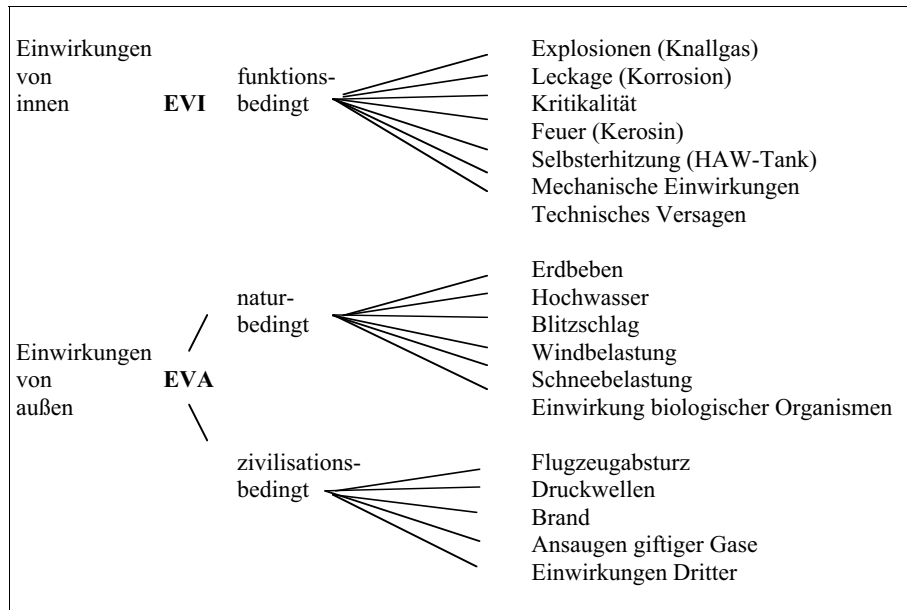 Einwirkungen
von
innen
EVI
funktions-
bedingt
Explosionen (Knallgas)
Leckage (Korrosion)
Kritikalität
Feuer (Kerosin)
Selbsterhitzung (HAW-Tank)
Mechanische Einwirkungen
Technisches Versagen
Einwirkungen
von
außen
EVA
natur-
bedingt
Erdbeben
Hochwasser
Blitzschlag
Windbelastung
Schneebelastung
Einwirkung biologischer Organismen
zivilisations-
bedingt
Flugzeugabsturz
Druckwellen
Brand
Ansaugen giftiger Gase
Einwirkungen Dritter